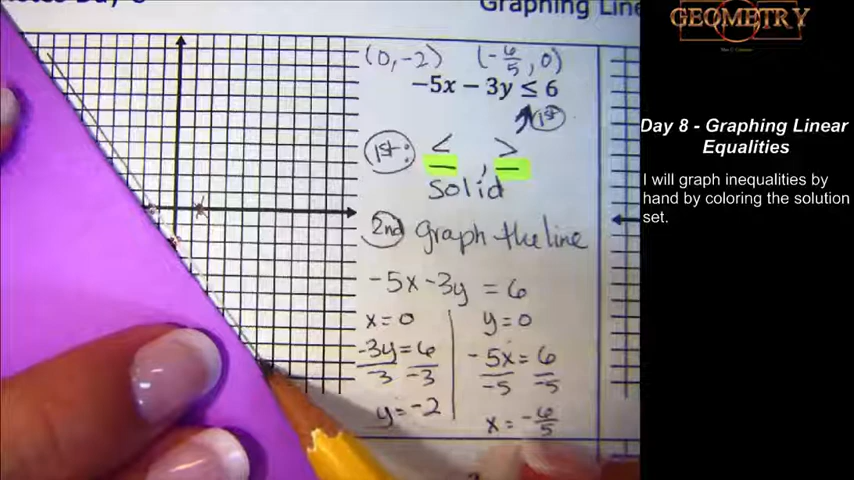 Graphing Line
(0,-2) (-6/5, 0)
-5x - 3y ≤ 6
1st
1st: ≤ , ≥
solid
2nd Graph the line
-5x-3y = 6
x=0 y=0
-3y=6 -5x=6
-3 -3 -5 -5
y=-2 x=-6/5
GEOMETRY
Day 8 - Graphing Linear
Equalities
I will graph inequalities by
hand by coloring the solution
set.